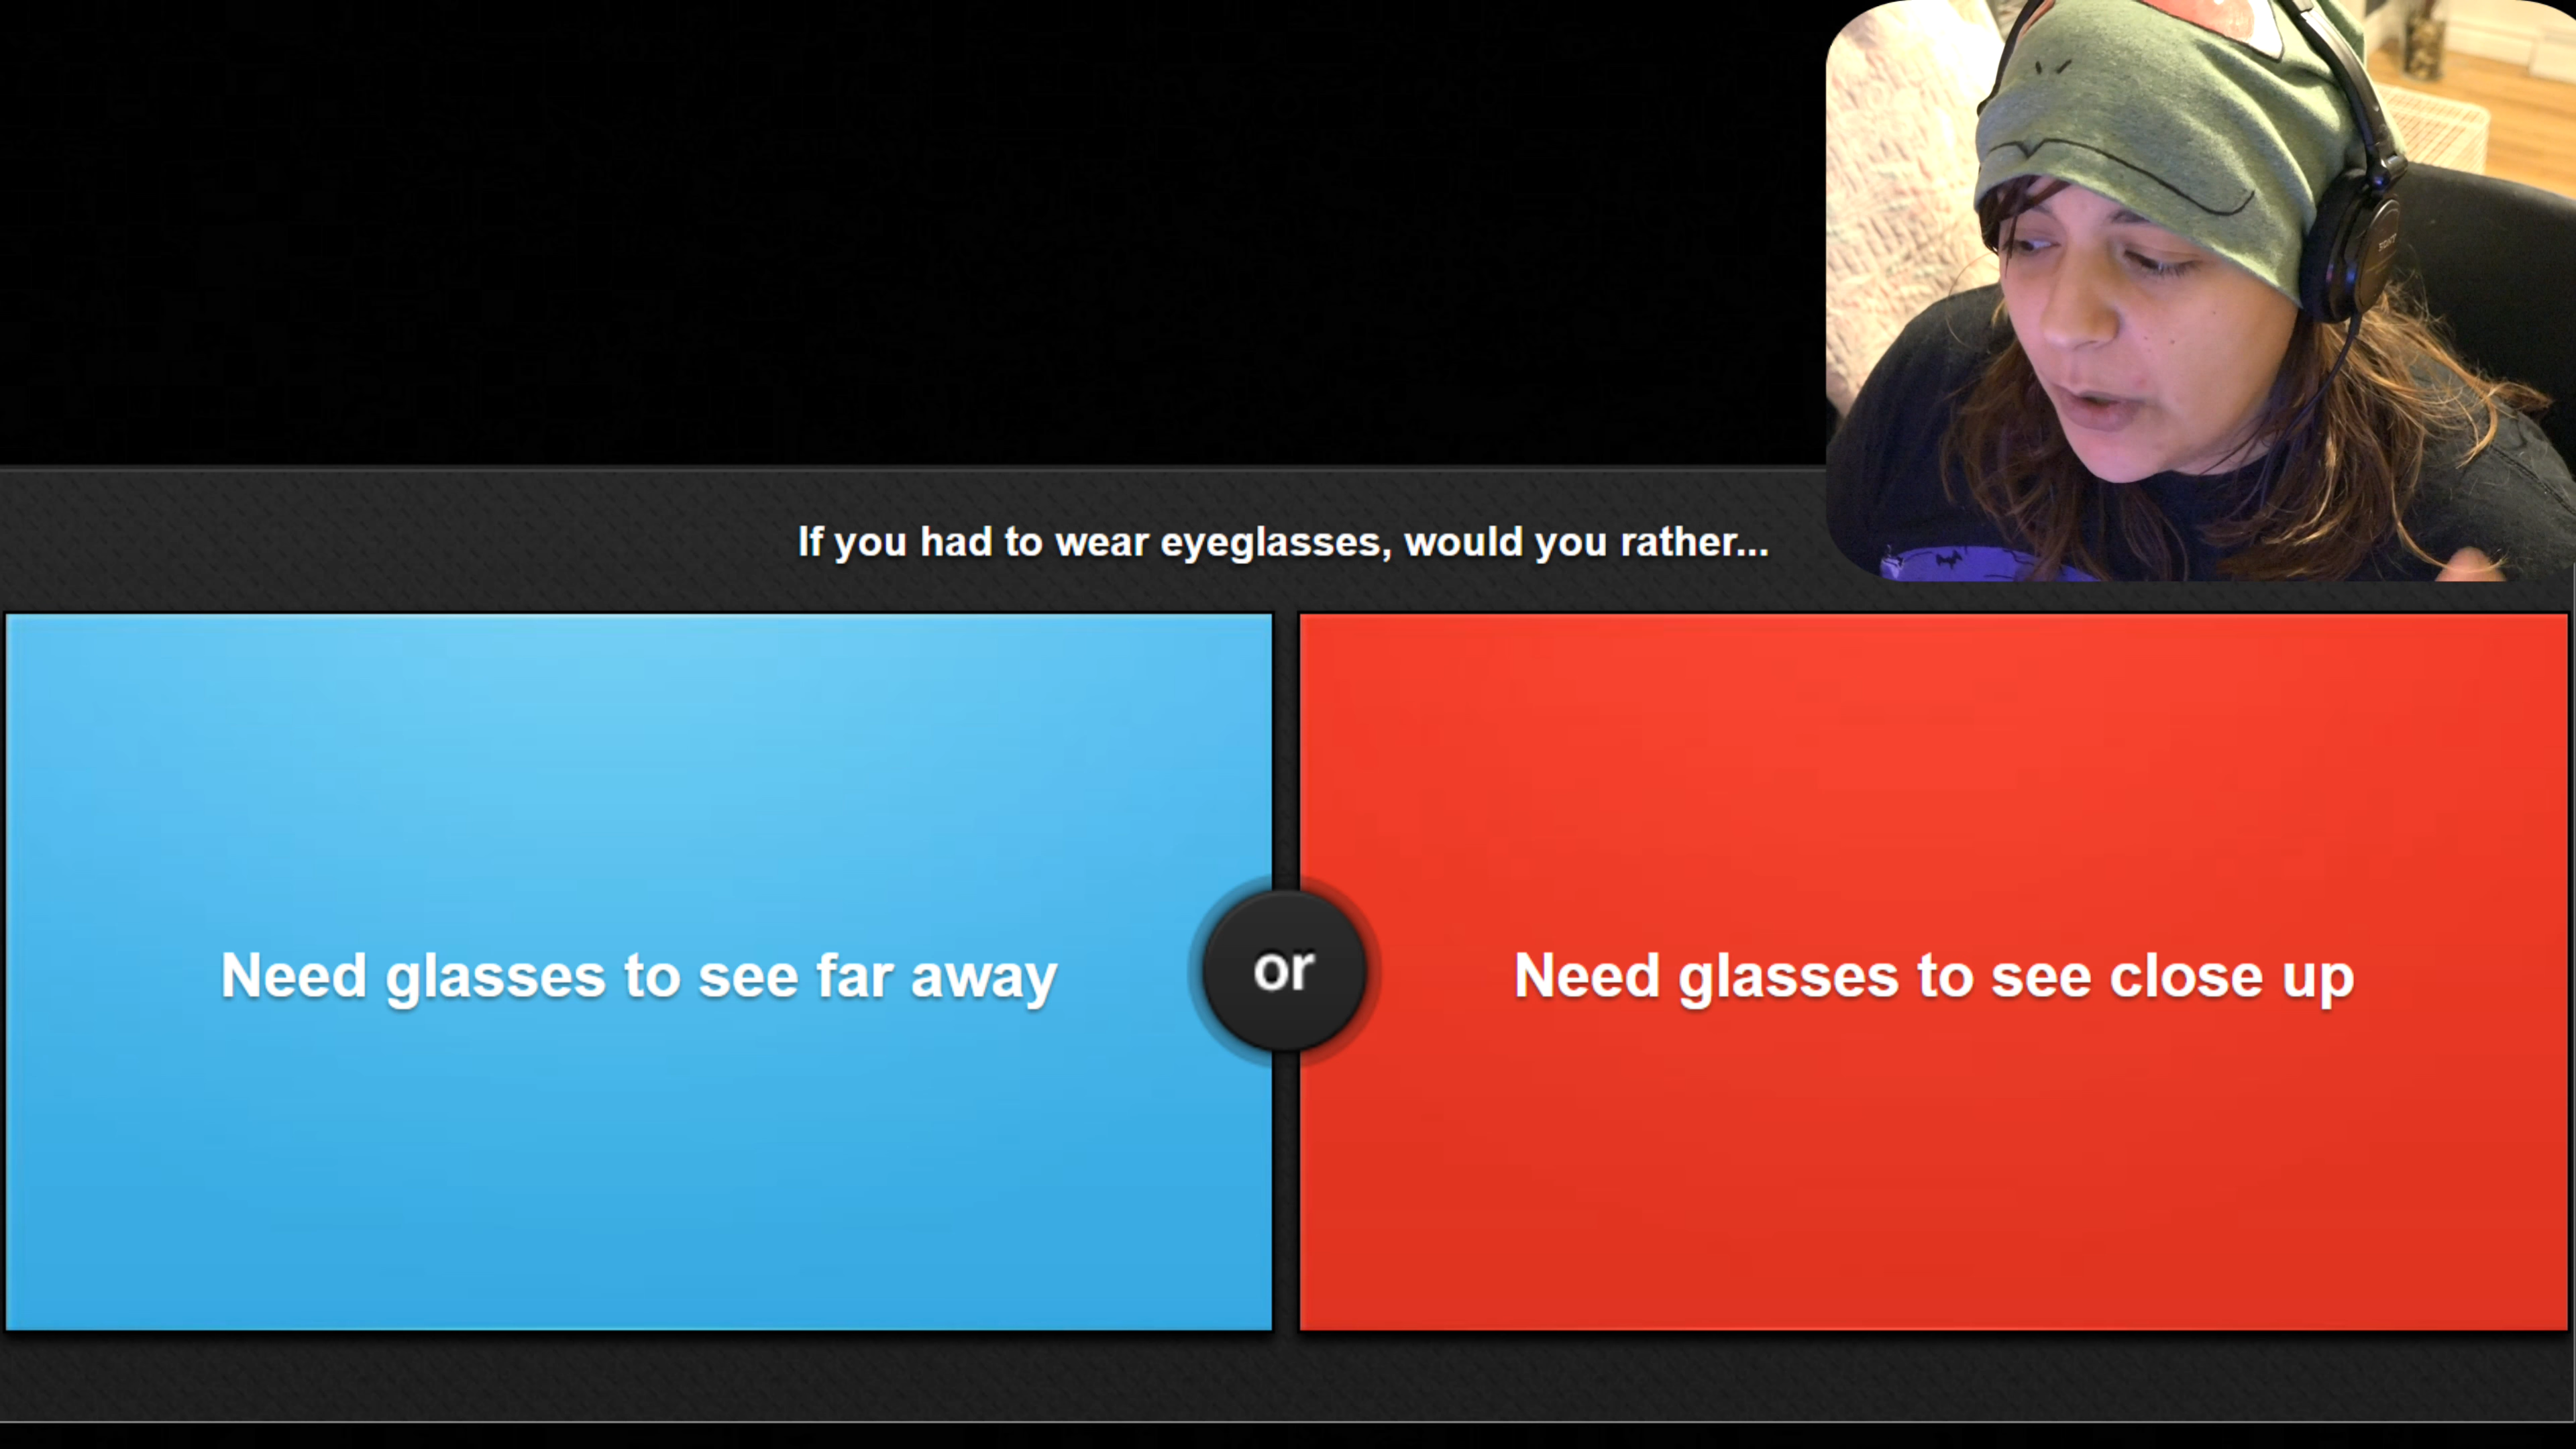 If you had to wear eyeglasses, would you rather...
Need glasses to see far away
or
Need glasses to see close up
SONY